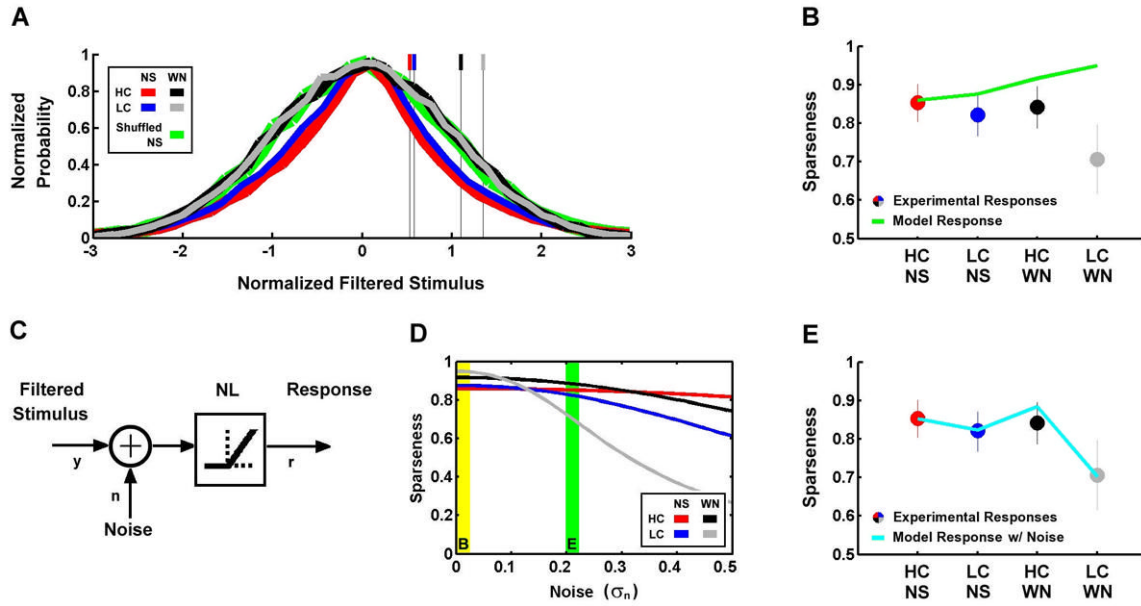 A
Normalized
Probability
1
0.8
0.6
0.4
0.2
0
-3
-2
-1
0
1
2
3
Normalized Filtered Stimulus
NS WN
HC
LC
Shuffled
NS
B
Sparseness
1
0.9
0.8
0.7
0.6
0.5
Experimental Responses
Model Response
HC LC HC LC
NS NS WN WN
C
Filtered
Stimulus
NL
Response
y
n
r
Noise
D
Sparseness
1
0.8
0.6
0.4
0.2
0
B
E
NS WN
HC
LC
0 0.1 0.2 0.3 0.4 0.5
Noise (σn)
E
Sparseness
1
0.9
0.8
0.7
0.6
0.5
Experimental Responses
Model Response w/ Noise
HC LC HC LC
NS NS WN WN